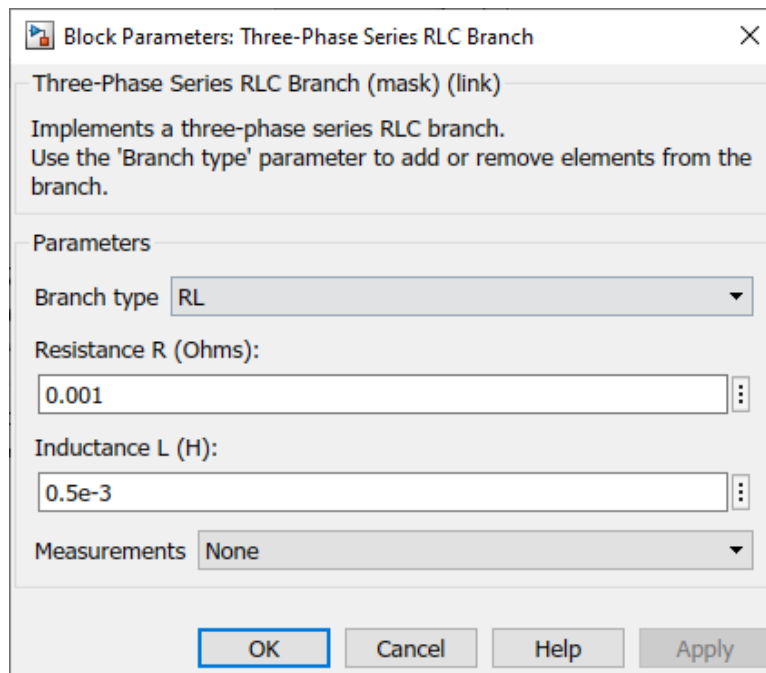 Block Parameters: Three-Phase Series RLC Branch
Three-Phase Series RLC Branch (mask) (link)
Implements a three-phase series RLC branch.
Use the 'Branch type' parameter to add or remove elements from the
branch.
Parameters
Branch type RL
Resistance R (Ohms):
0.001
Inductance L (H):
0.5e-3
Measurements None
OK Cancel Help Apply